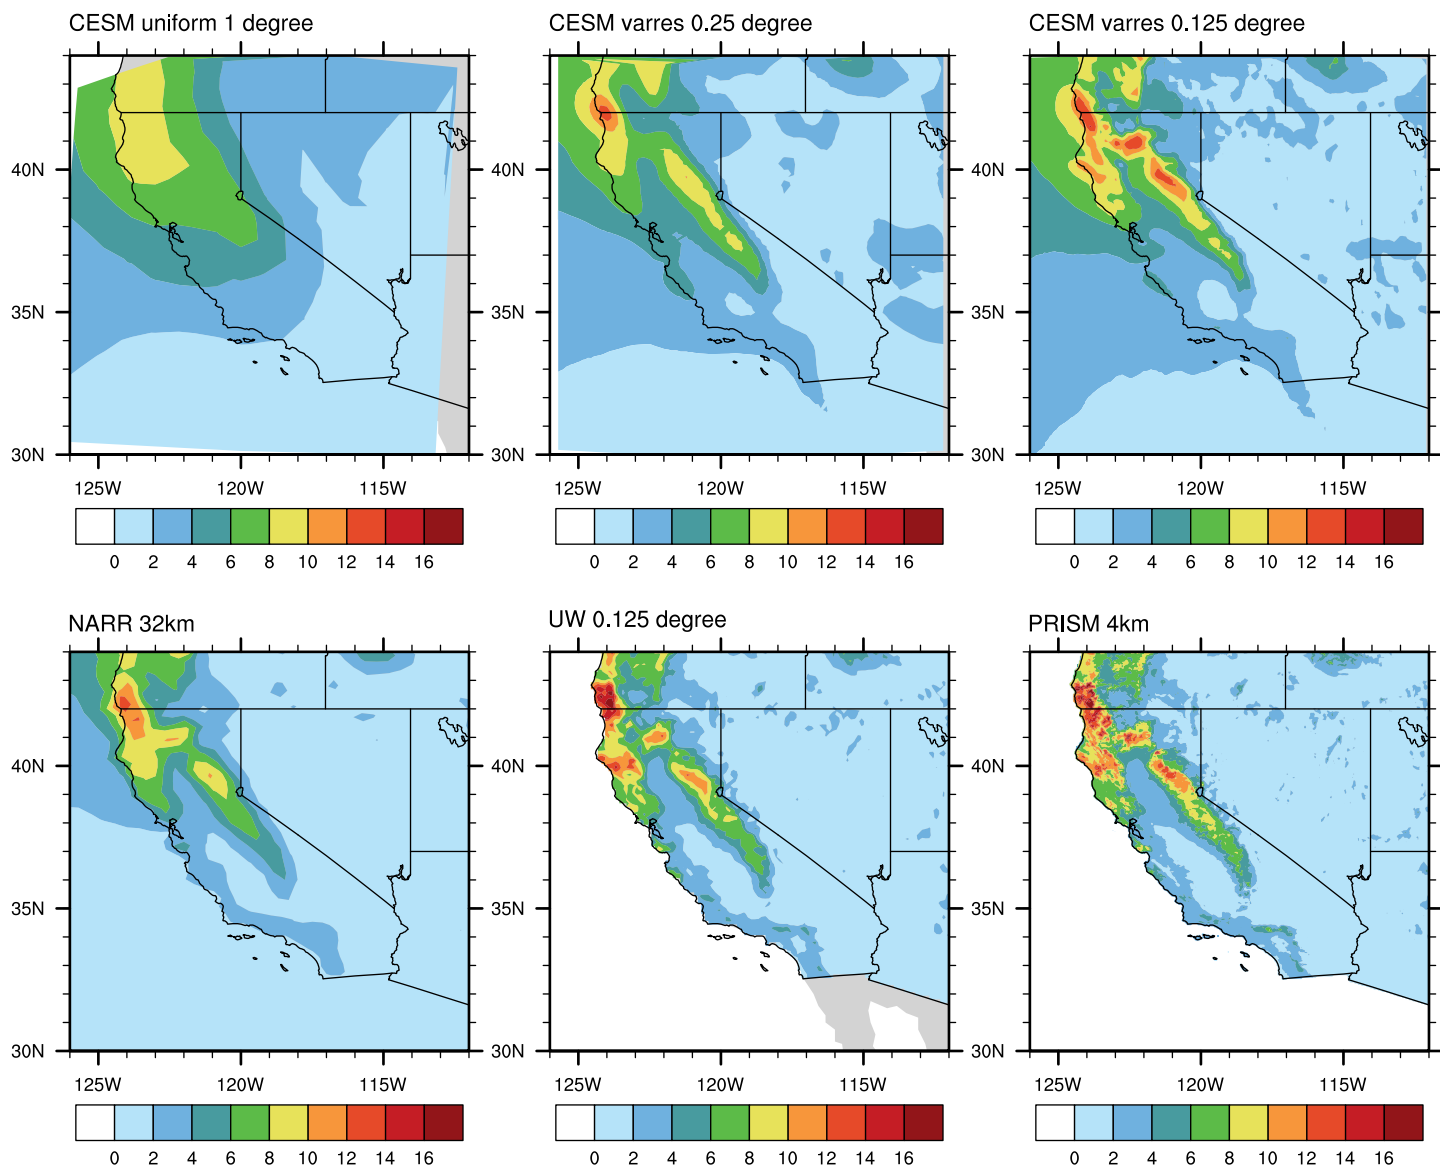 CESM uniform 1 degree
CESM varres 0.25 degree
CESM varres 0.125 degree
40N 40N 40N
35N 35N 35N
30N 30N 30N
125W 120W 115W 125W 120W 115W 125W 120W 115W
0 2 4 6 8 10 12 14 16 0 2 4 6 8 10 12 14 16 0 2 4 6 8 10 12 14 16
NARR 32km
UW 0.125 degree
PRISM 4km
40N 40N 40N
35N 35N 35N
30N 30N 30N
125W 120W 115W 125W 120W 115W 125W 120W 115W
0 2 4 6 8 10 12 14 16 0 2 4 6 8 10 12 14 16 0 2 4 6 8 10 12 14 16